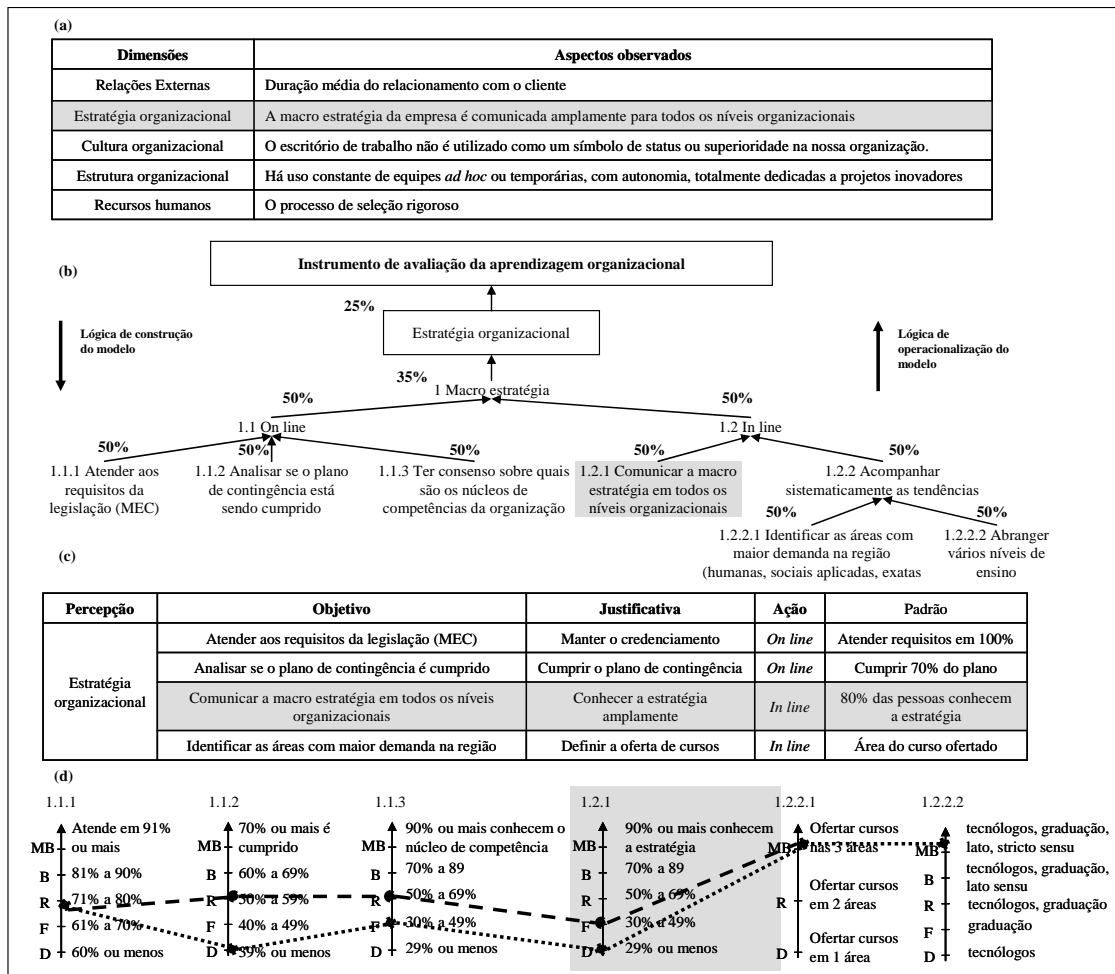 (a)
Dimensões Aspectos observados
Relações Externas Duração média do relacionamento com o cliente
Estratégia organizacional A macro estratégia da empresa é comunicada amplamente para todos os níveis organizacionais
Cultura organizacional O escritório de trabalho não é utilizado como um símbolo de status ou superioridade na nossa organização.
Estrutura organizacional Há uso constante de equipes ad hoc ou temporárias, com autonomia, totalmente dedicadas a projetos inovadores
Recursos humanos O processo de seleção rigoroso
(b)
Instrumento de avaliação da aprendizagem organizacional
25%
Estratégia organizacional
Lógica de construção
do modelo
Lógica de
operacionalização do
modelo
35%
1 Macro estratégia
50% 50%
1.1 On line 1.2 In line
50% 50% 50% 50% 50%
1.1.1 Atender aos
requisitos da
legislação (MEC)
1.1.2 Analisar se o plano
de contingência está
sendo cumprido
1.1.3 Ter consenso sobre quais
são os núcleos de
competências da organização
1.2.1 Comunicar a macro
estratégia em todos os
níveis organizacionais
1.2.2 Acompanhar
sistematicamente as tendências
50% 50%
1.2.2.1 Identificar as áreas com
maior demanda na região
(humanas, sociais aplicadas, exatas
1.2.2.2 Abranger
vários níveis de
ensino
(c)
Percepção Objetivo Justificativa Ação Padrão
Estratégia
organizacional
Atender aos requisitos da legislação (MEC) Manter o credenciamento On line Atender requisitos em 100%
Analisar se o plano de contingência é cumprido Cumprir o plano de contingência On line Cumprir 70% do plano
Comunicar a macro estratégia em todos os níveis
organizacionais
Conhecer a estratégia
amplamente
In line
80% das pessoas conhecem
a estratégia
Identificar as áreas com maior demanda na região Definir a oferta de cursos In line Área do curso ofertado
(d)
1.1.1
Atende em 91%
ou mais
MB
B 81% a 90%
R 71% a 80%
F 61% a 70%
D 60% ou menos
1.1.2
70% ou mais é
cumprido
MB
B 60% a 69%
R 50% a 59%
F 40% a 49%
D 39% ou menos
1.1.3
90% ou mais conhecem o
núcleo de competência
MB
B 70% a 89
R 50% a 69%
F 30% a 49%
D 29% ou menos
1.2.1
90% ou mais conhecem
a estratégia
MB
B 70% a 89
R 50% a 69%
F 30% a 49%
D 29% ou menos
1.2.2.1
Ofertar cursos
nas 3 áreas
MB
Ofertar cursos
em 2 áreas
R
Ofertar cursos
em 1 área
D
1.2.2.2
tecnólogos, graduação,
lato, stricto sensu
MB
tecnólogos, graduação,
lato sensu
B
R tecnólogos, graduação
F graduação
D tecnólogos